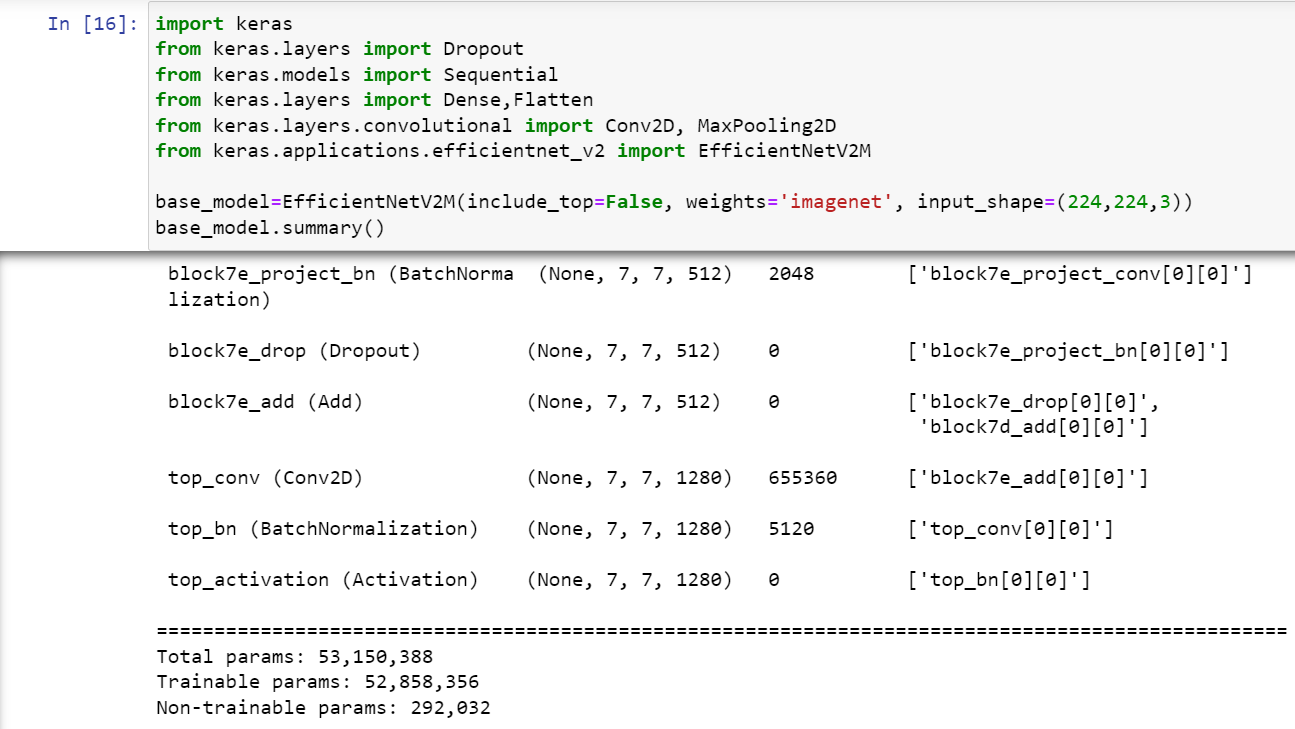 In [16]:
import keras
from keras.layers import Dropout
from keras.models import Sequential
from keras.layers import Dense,Flatten
from keras.layers.convolutional import Conv2D, MaxPooling2D
from keras.applications.efficientnet_v2 import EfficientNetV2M
base_model=EfficientNetV2M(include_top=False, weights='imagenet', input_shape=(224,224,3))
base_model.summary()
block7e_project_bn (BatchNorma  (None, 7, 7, 512)   2048        ['block7e_project_conv[0][0]']
lization)
block7e_drop (Dropout)         (None, 7, 7, 512)    0           ['block7e_project_bn[0][0]']
block7e_add (Add)              (None, 7, 7, 512)    0           ['block7e_drop[0][0]',
'block7d_add[0][0]']
top_conv (Conv2D)              (None, 7, 7, 1280)   655360      ['block7e_add[0][0]']
top_bn (BatchNormalization)    (None, 7, 7, 1280)   5120        ['top_conv[0][0]']
top_activation (Activation)    (None, 7, 7, 1280)   0           ['top_bn[0][0]']
==================================================================================================
Total params: 53,150,388
Trainable params: 52,858,356
Non-trainable params: 292,032